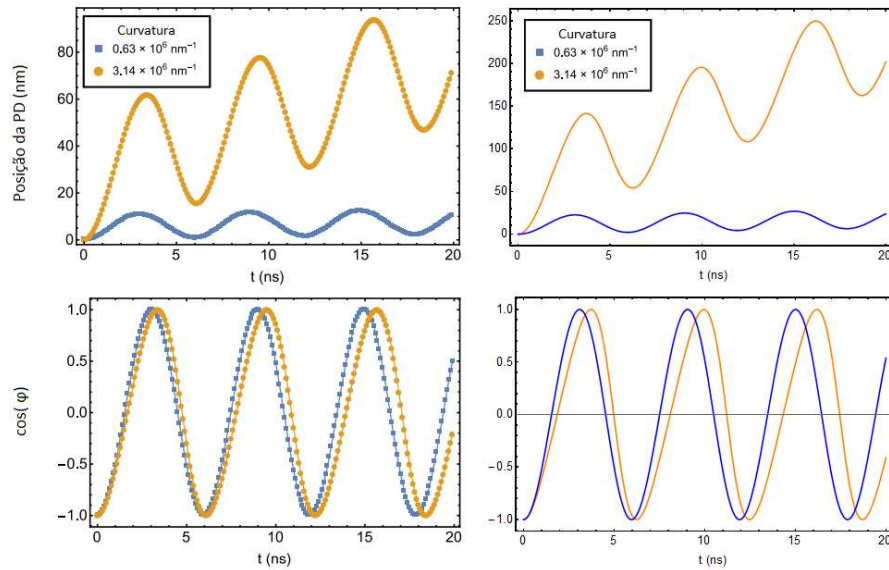 Curvatura
0.63 × 10⁶ nm⁻¹
3.14 × 10⁶ nm⁻¹
Posição da PD (nm)
80
60
40
20
0
0 5 10 15 20
t (ns)
Curvatura
0.63 × 10⁶ nm⁻¹
3.14 × 10⁶ nm⁻¹
250
200
150
100
50
0
0 5 10 15 20
t (ns)
cos( φ)
1.0
0.5
0.0
-0.5
-1.0
0 5 10 15 20
t (ns)
1.0
0.5
0.0
-0.5
-1.0
0 5 10 15 20
t (ns)